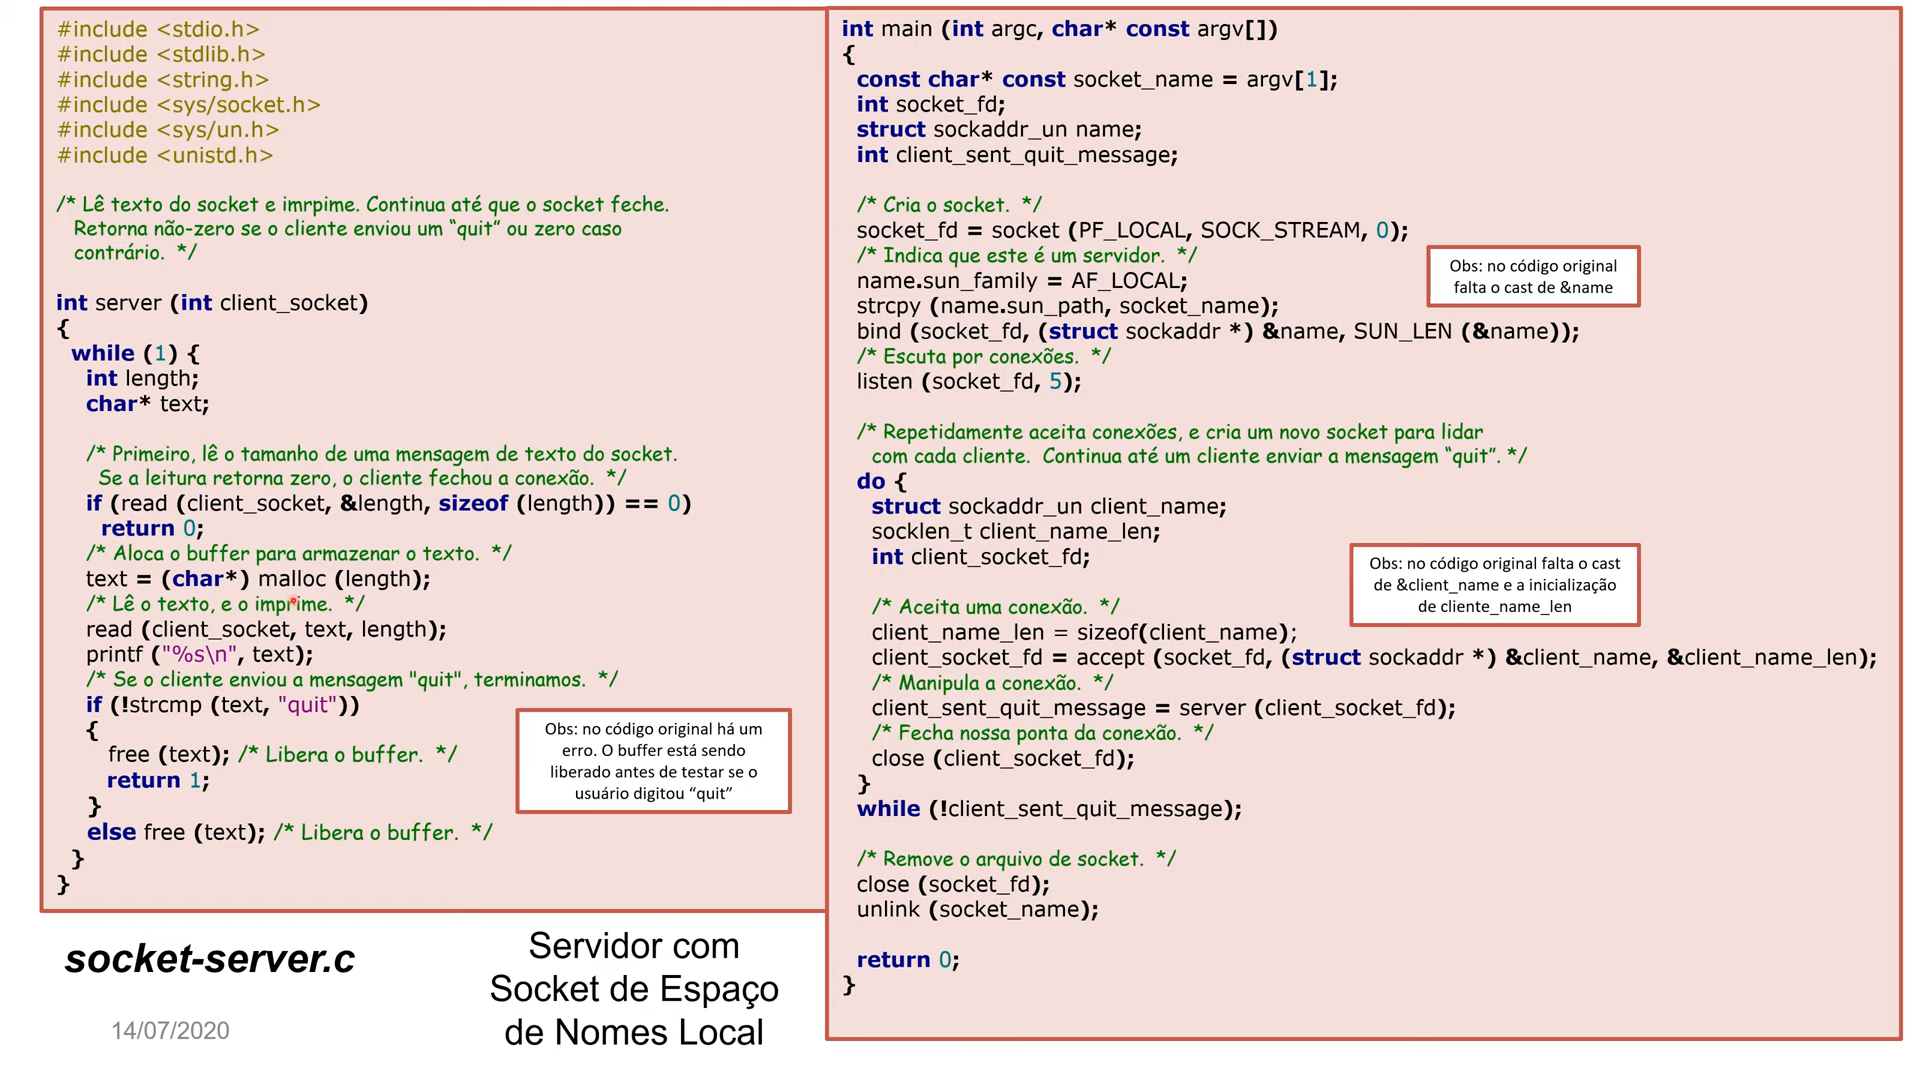 #include <stdio.h>
#include <stdlib.h>
#include <string.h>
#include <sys/socket.h>
#include <sys/un.h>
#include <unistd.h>
/* Lê texto do socket e imrpime. Continua até que o socket feche.
Retorna não-zero se o cliente enviou um “quit” ou zero caso
contrário. */
int server (int client_socket)
{
while (1) {
int length;
char* text;
/* Primeiro, lê o tamanho de uma mensagem de texto do socket.
Se a leitura retorna zero, o cliente fechou a conexão. */
if (read (client_socket, &length, sizeof (length)) == 0)
return 0;
/* Aloca o buffer para armazenar o texto. */
text = (char*) malloc (length);
/* Lê o texto, e o imprime. */
read (client_socket, text, length);
printf ("%s\n", text);
/* Se o cliente enviou a mensagem "quit", terminamos. */
if (!strcmp (text, "quit"))
{
free (text); /* Libera o buffer. */
return 1;
}
else free (text); /* Libera o buffer. */
}
}
Obs: no código original há um
erro. O buffer está sendo
liberado antes de testar se o
usuário digitou “quit”
int main (int argc, char* const argv[])
{
const char* const socket_name = argv[1];
int socket_fd;
struct sockaddr_un name;
int client_sent_quit_message;
/* Cria o socket. */
socket_fd = socket (PF_LOCAL, SOCK_STREAM, 0);
/* Indica que este é um servidor. */
name.sun_family = AF_LOCAL;
strcpy (name.sun_path, socket_name);
bind (socket_fd, (struct sockaddr *) &name, SUN_LEN (&name));
/* Escuta por conexões. */
listen (socket_fd, 5);
Obs: no código original
falta o cast de &name
/* Repetidamente aceita conexões, e cria um novo socket para lidar
com cada cliente. Continua até um cliente enviar a mensagem “quit”. */
do {
struct sockaddr_un client_name;
socklen_t client_name_len;
int client_socket_fd;
Obs: no código original falta o cast
de &client_name e a inicialização
de cliente_name_len
/* Aceita uma conexão. */
client_name_len = sizeof(client_name);
client_socket_fd = accept (socket_fd, (struct sockaddr *) &client_name, &client_name_len);
/* Manipula a conexão. */
client_sent_quit_message = server (client_socket_fd);
/* Fecha nossa ponta da conexão. */
close (client_socket_fd);
}
while (!client_sent_quit_message);
/* Remove o arquivo de socket. */
close (socket_fd);
unlink (socket_name);
return 0;
}
socket-server.c
Servidor com
Socket de Espaço
de Nomes Local
14/07/2020